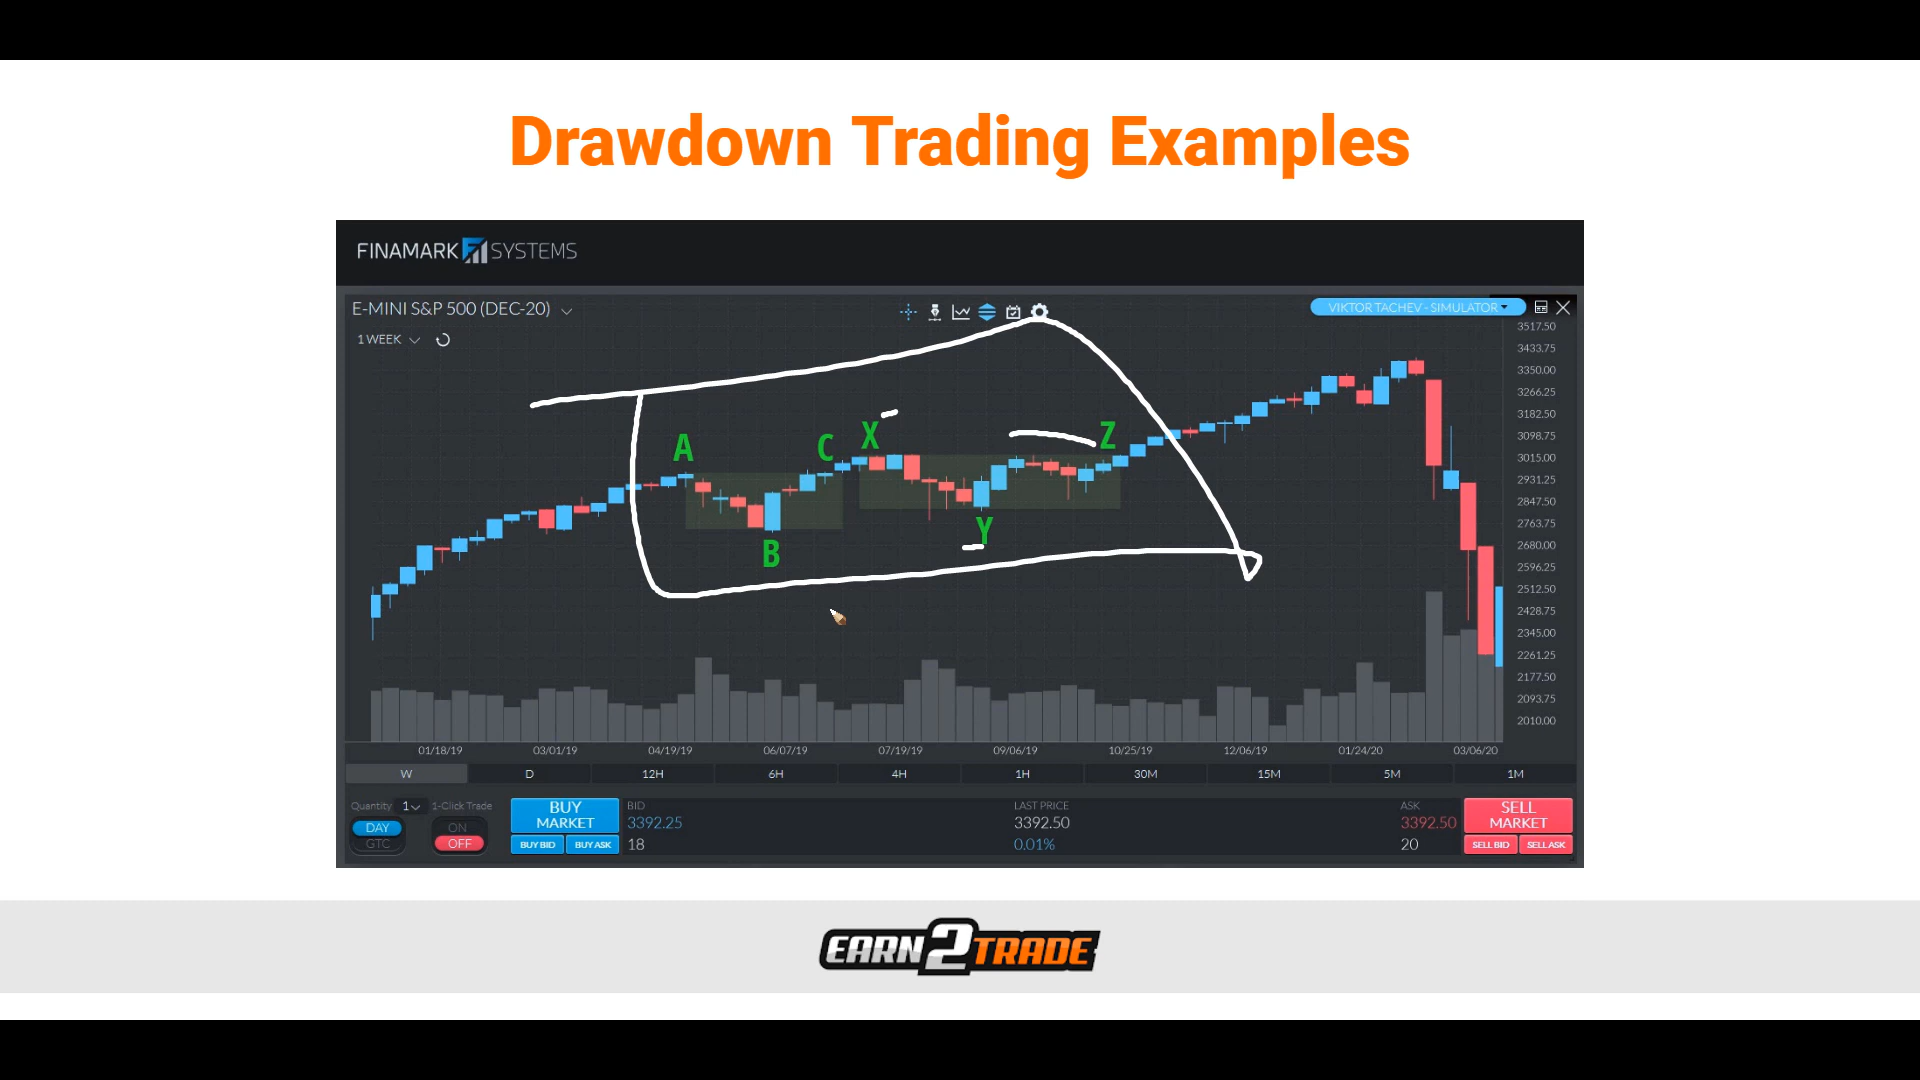 Drawdown Trading Examples
FINAMARK SYSTEMS
E-MINI S&P 500 (DEC-20)
VIKTOR TACHEV - SIMULATOR
1 WEEK
3517.50
3433.75
3350.00
3266.25
3182.50
3098.75
3015.00
2931.25
2847.50
2763.75
2680.00
2596.25
2512.50
2428.75
2345.00
2261.25
2177.50
2093.75
2010.00
A
C
X
Z
B
Y
01/18/19 03/01/19 04/19/19 06/07/19 07/19/19 09/06/19 10/25/19 12/06/19 01/24/20 03/06/20
W D 12H 6H 4H 1H 30M 15M 5M 1M
Quantity 1 1-Click Trade
DAY
GTC
ON
OFF
BUY
MARKET
BUY BID BUY ASK
BID
3392.25
18
LAST PRICE
3392.50
0.01%
ASK
3392.50
20
SELL
MARKET
SELL BID SELL ASK
EARN2TRADE